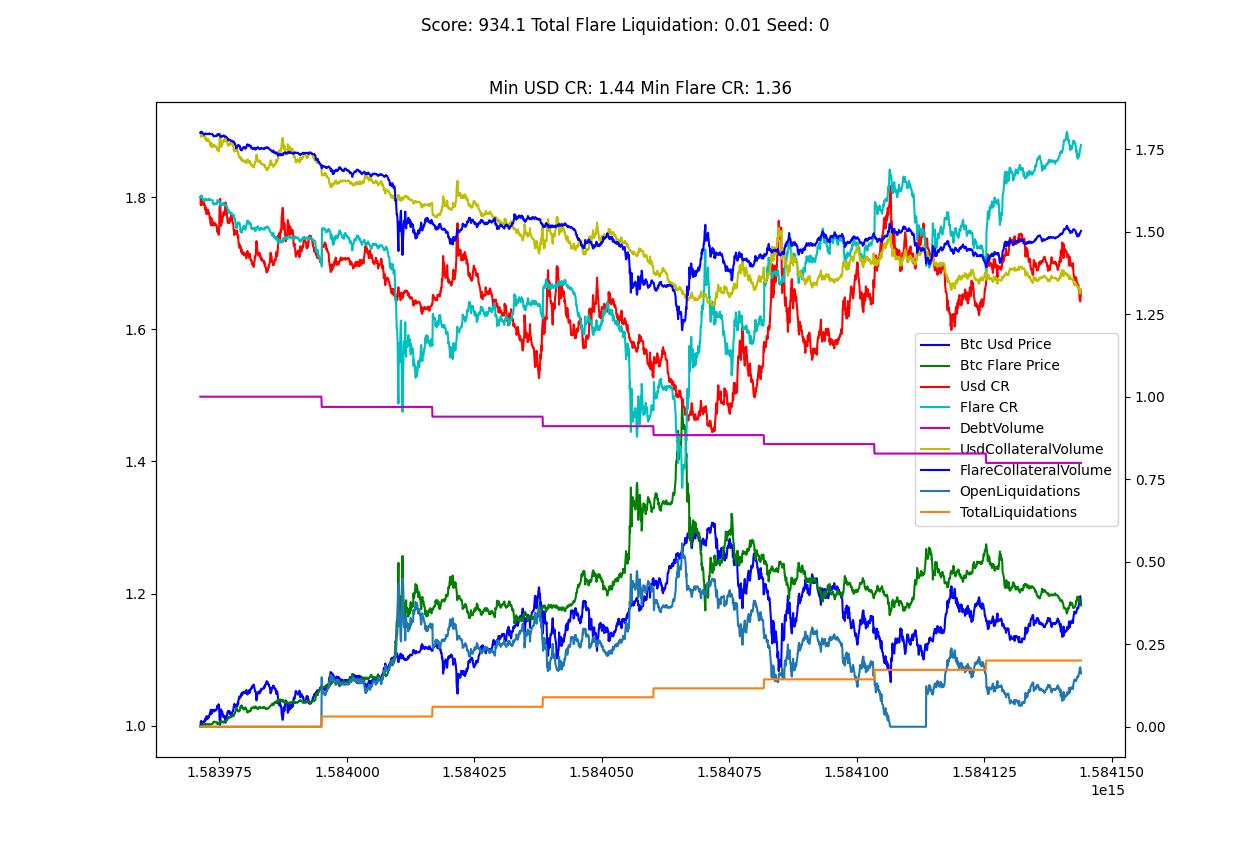 Score: 934.1 Total Flare Liquidation: 0.01 Seed: 0
Min USD CR: 1.44 Min Flare CR: 1.36
1.8
1.6
1.4
1.2
1.0
1.75
1.50
1.25
1.00
0.75
0.50
0.25
0.00
Btc Usd Price
Btc Flare Price
Usd CR
Flare CR
DebtVolume
UsdCollateralVolume
FlareCollateralVolume
OpenLiquidations
TotalLiquidations
1.583975 1.584000 1.584025 1.584050 1.584075 1.584100 1.584125 1.584150
1e15